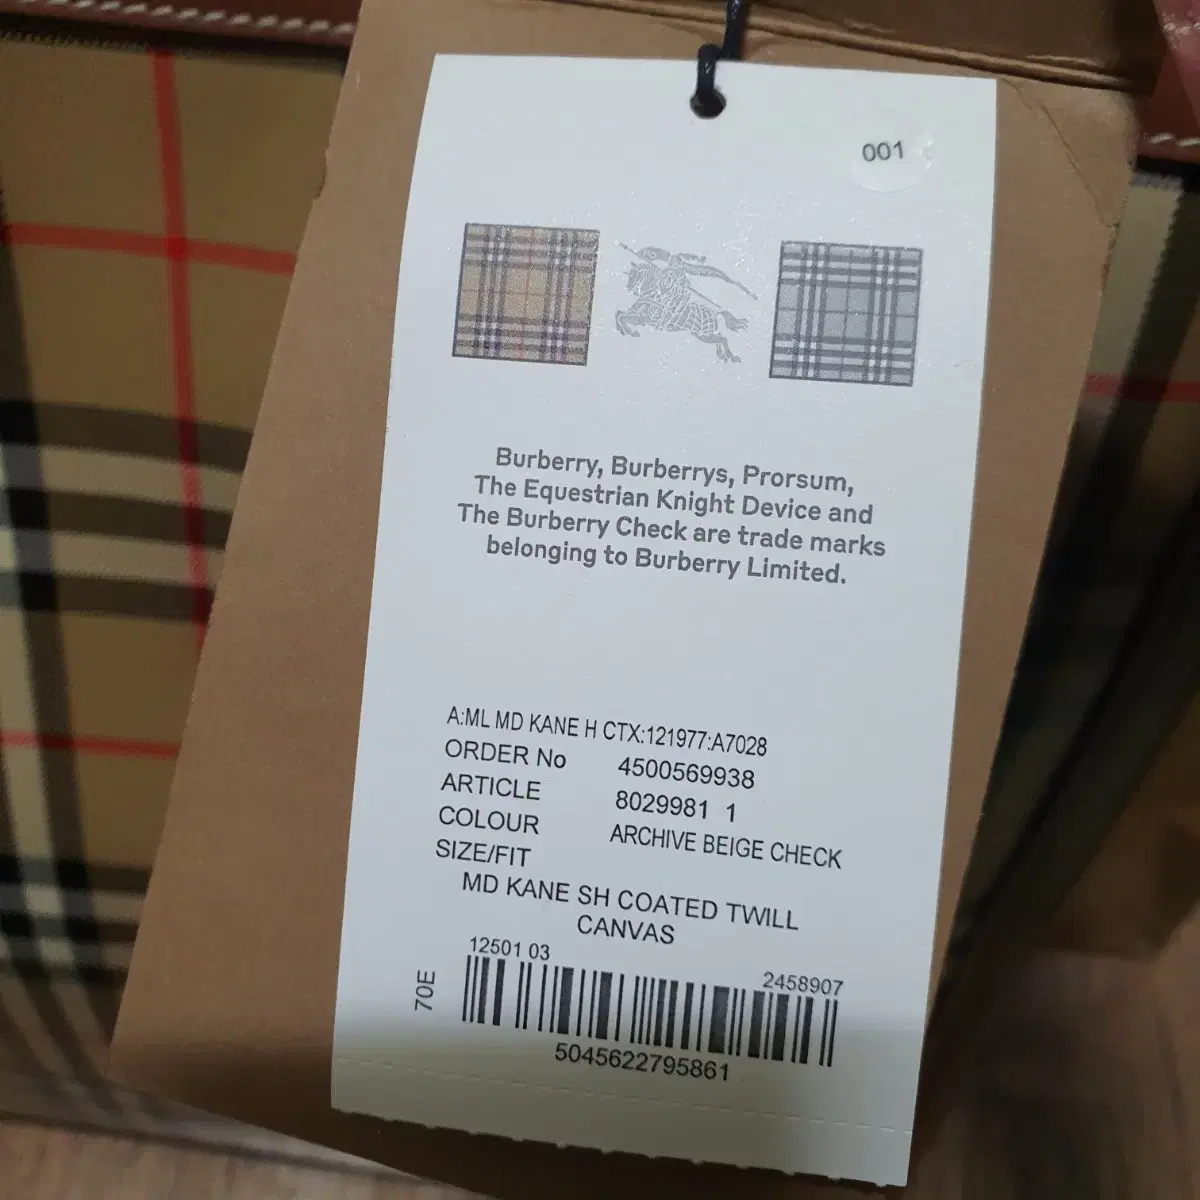 001
Burberry, Burberrys, Prorsum,
The Equestrian Knight Device and
The Burberry Check are trade marks
belonging to Burberry Limited.
A:ML MD KANE H CTX:121977:A7028
ORDER No 4500569938
ARTICLE 8029981 1
COLOUR ARCHIVE BEIGE CHECK
SIZE/FIT
MD KANE SH COATED TWILL
CANVAS
12501 03 2458907
70E
5045622795861